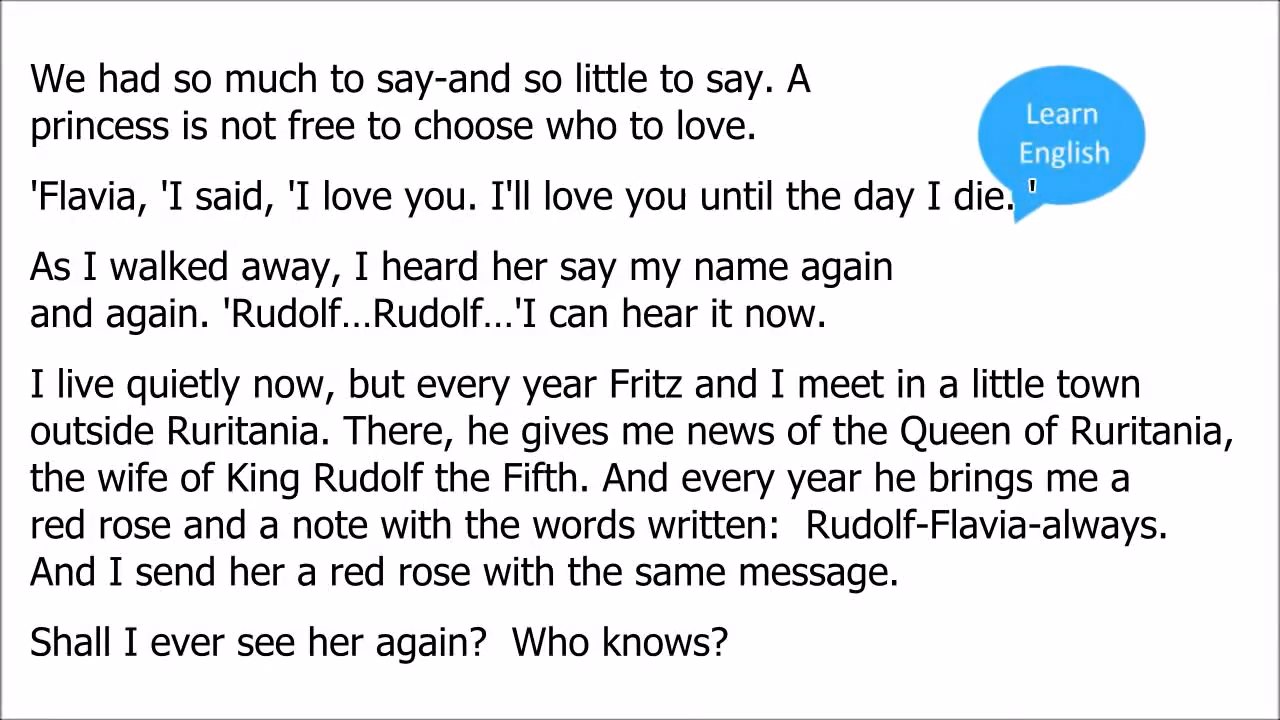 We had so much to say-and so little to say. A
princess is not free to choose who to love.
'Flavia, 'I said, 'I love you. I'll love you until the day I die. '
As I walked away, I heard her say my name again
and again. 'Rudolf...Rudolf...'I can hear it now.
I live quietly now, but every year Fritz and I meet in a little town
outside Ruritania. There, he gives me news of the Queen of Ruritania,
the wife of King Rudolf the Fifth. And every year he brings me a
red rose and a note with the words written:  Rudolf-Flavia-always.
And I send her a red rose with the same message.
Shall I ever see her again?  Who knows?
Learn
English